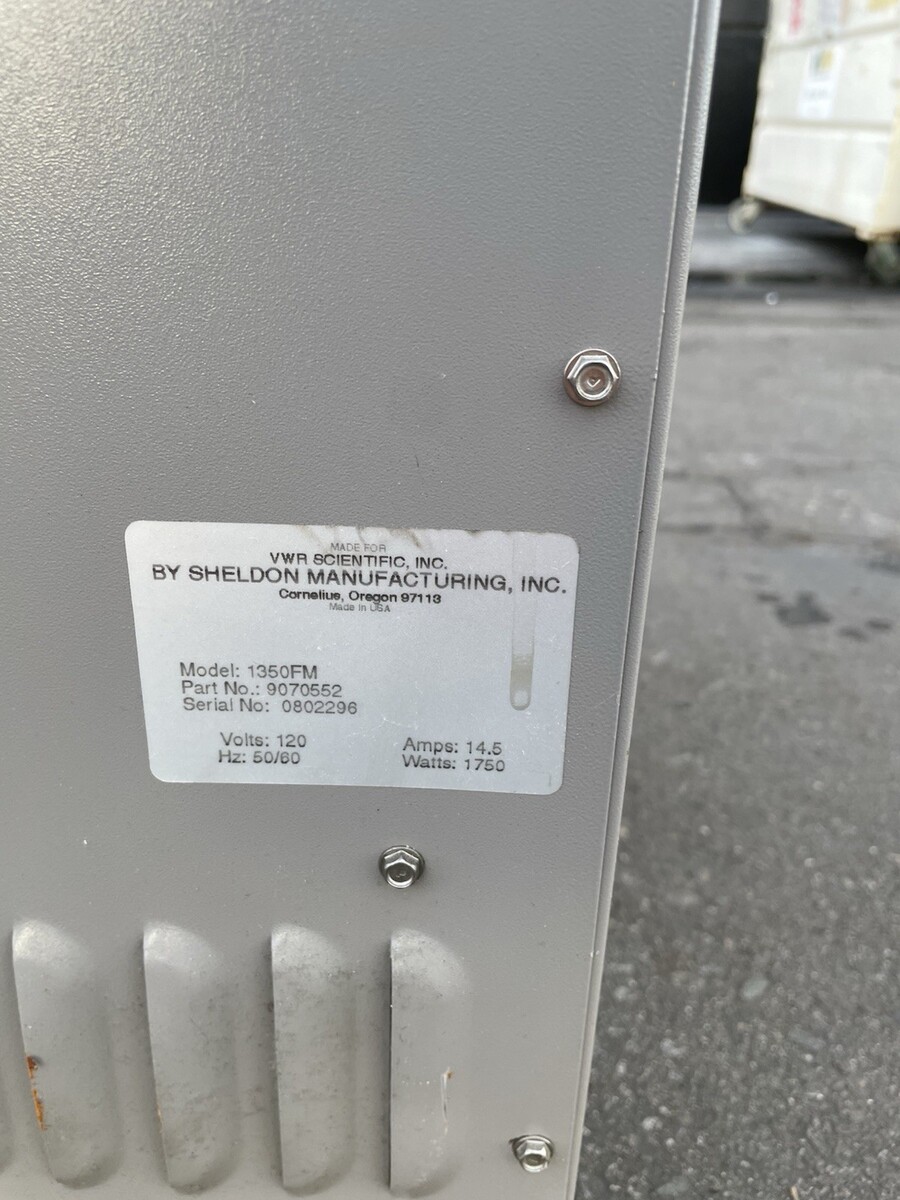 MADE FOR
VWR SCIENTIFIC, INC.
BY SHELDON MANUFACTURING, INC.
Cornelius, Oregon 97113
Made in USA
Model: 1350FM
Part No.: 9070552
Serial No: 0802296
Volts: 120
Amps: 14.5
Hz: 50/60
Watts: 1750